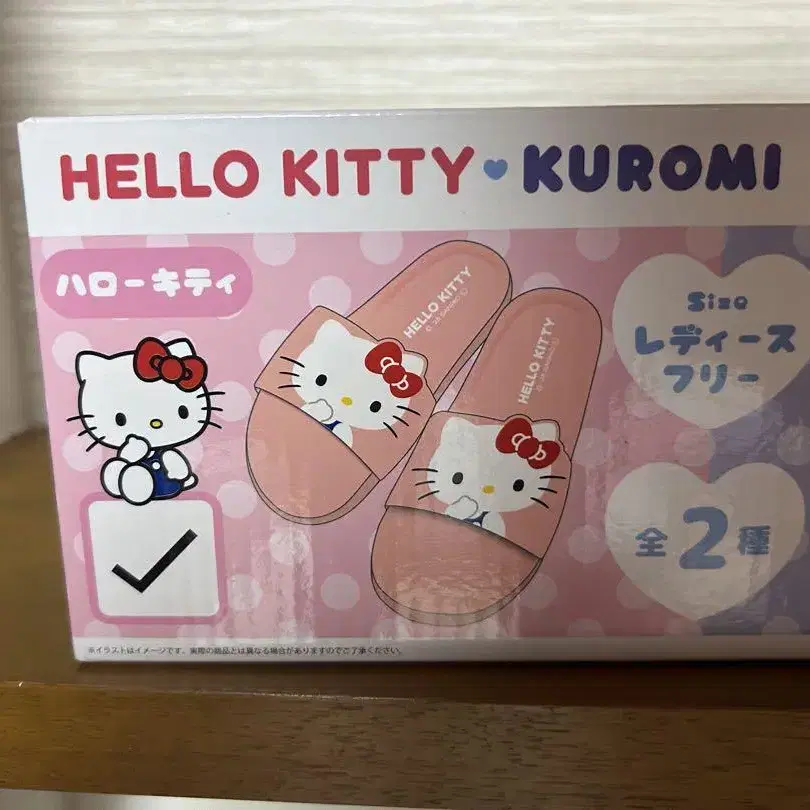 HELLO KITTY KUROMI
ハローキティ
HELLO KITTY
HELLO KITTY
Size
レディース
フリー
全2種
※イラストはイメージです。実際の商品とは異なる場合がありますのでご了承ください。